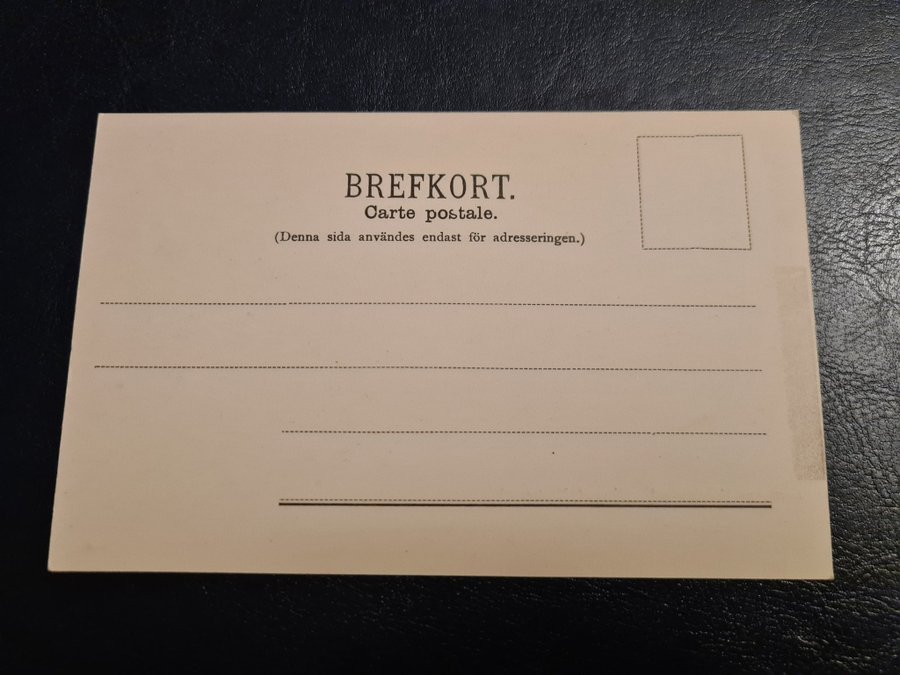 BREFKORT.
Carte postale.
(Denna sida användes endast för adresseringen.)